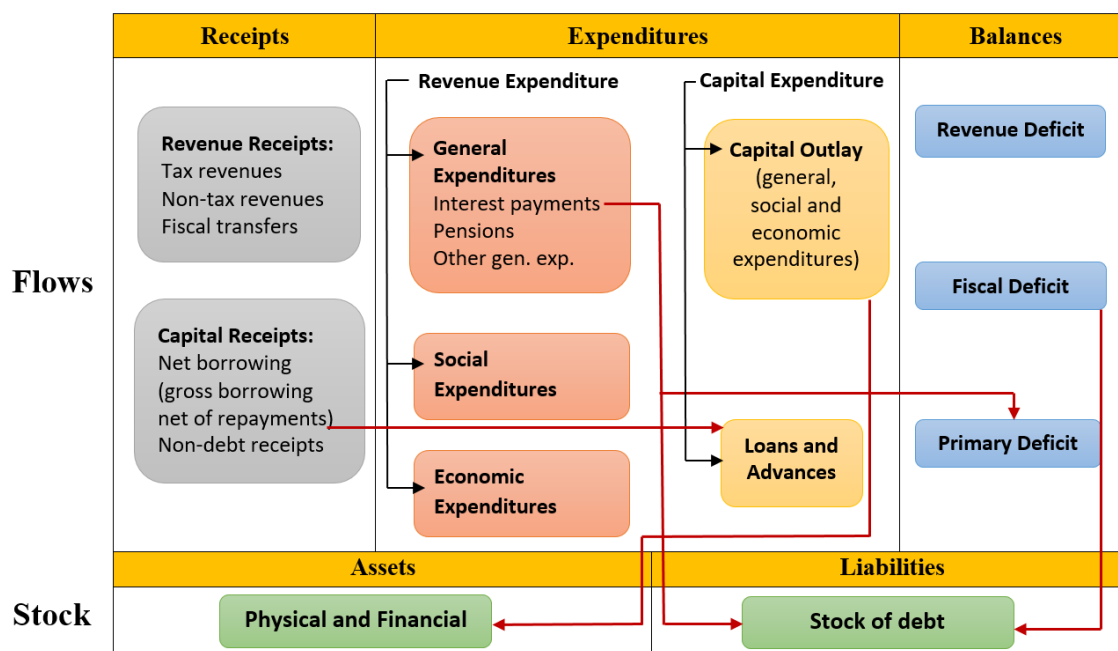 Receipts
Expenditures
Balances
Flows
Revenue Receipts:
Tax revenues
Non-tax revenues
Fiscal transfers
Capital Receipts:
Net borrowing
(gross borrowing
net of repayments)
Non-debt receipts
Revenue Expenditure
General
Expenditures
Interest payments
Pensions
Other gen. exp.
Social
Expenditures
Economic
Expenditures
Capital Expenditure
Capital Outlay
(general,
social and
economic
expenditures)
Loans and
Advances
Revenue Deficit
Fiscal Deficit
Primary Deficit
Assets
Liabilities
Stock
Physical and Financial
Stock of debt